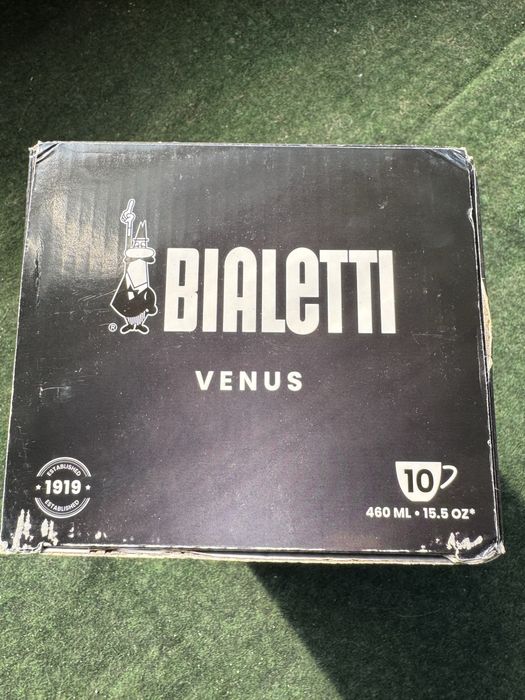 ®
BIALETTI
VENUS
ESTABLISHED
1919
ESTABLISHED
10
460 ML • 15.5 OZ*